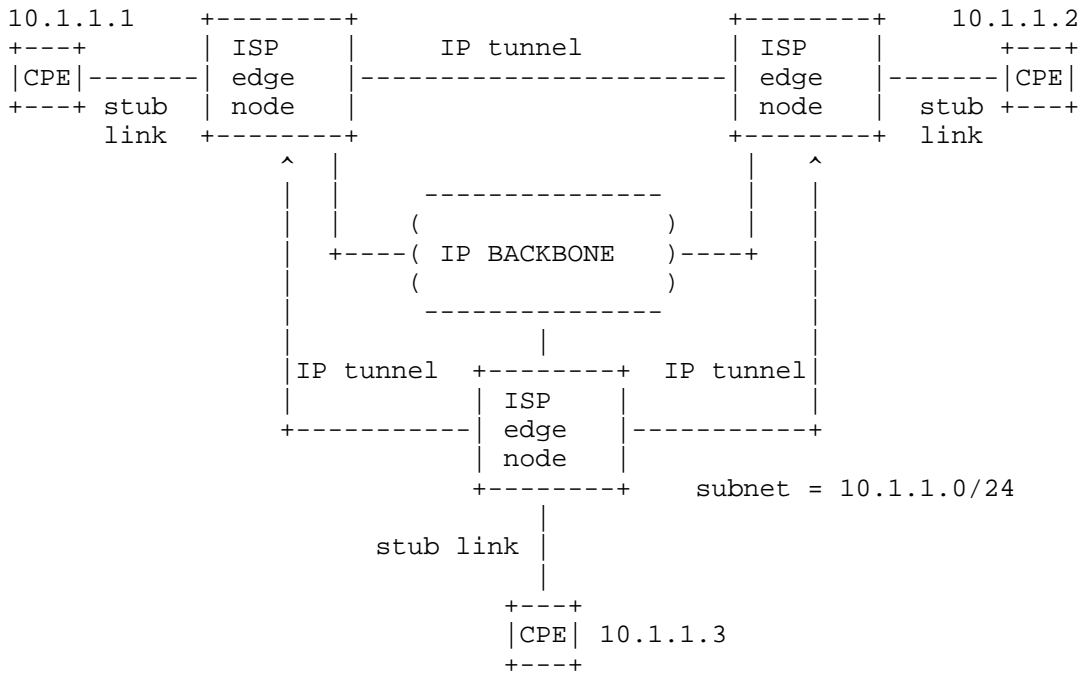 10.1.1.1 10.1.1.2
ISP IP tunnel ISP
CPE edge edge CPE
stub node node stub
link link
IP BACKBONE
IP tunnel IP tunnel
ISP
edge
node
subnet = 10.1.1.0/24
stub link
CPE 10.1.1.3